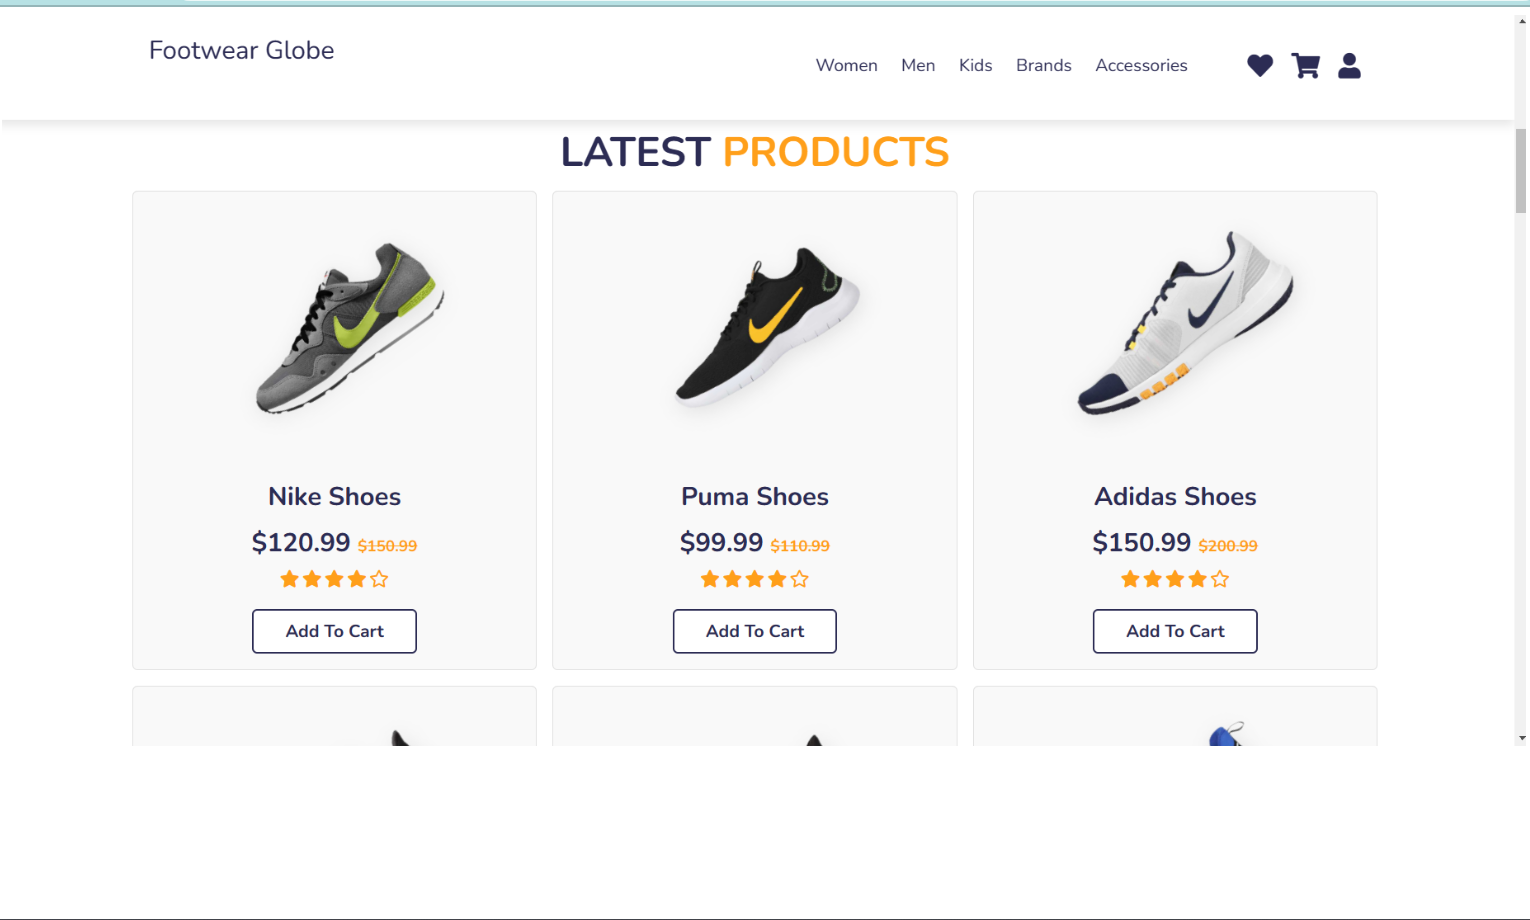 Footwear Globe
Women Men Kids Brands Accessories
LATEST PRODUCTS
Nike Shoes
$120.99 $150.99
Add To Cart
Puma Shoes
$99.99 $110.99
Add To Cart
Adidas Shoes
$150.99 $200.99
Add To Cart